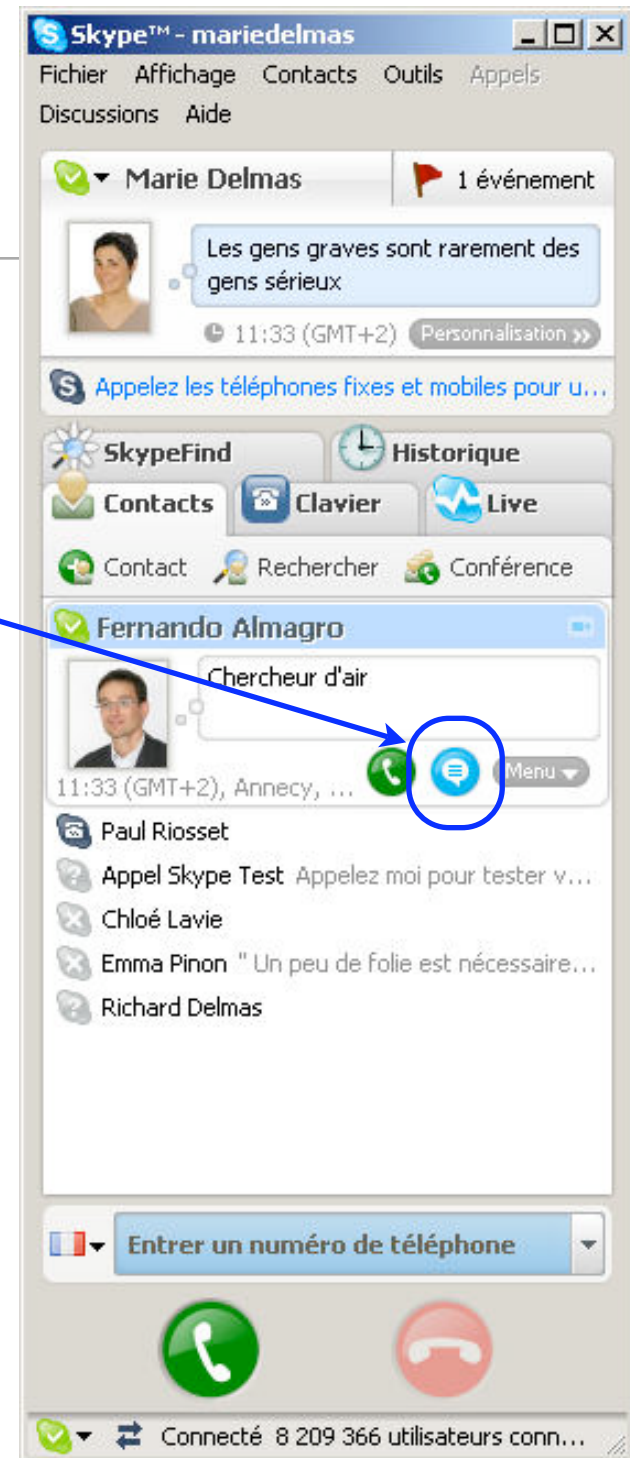 Skype™ - mariedelmas
Fichier Affichage Contacts Outils Appels
Discussions Aide
Marie Delmas 1 événement
Les gens graves sont rarement des
gens sérieux
11:33 (GMT+2) Personnalisation >>
Appelez les téléphones fixes et mobiles pour u...
SkypeFind Historique
Contacts Clavier Live
Contact Rechercher Conférence
Fernando Almagro
Chercheur d'air
11:33 (GMT+2), Annecy, ... Menu
Paul Riosset
Appel Skype Test Appelez moi pour tester v...
Chloé Lavie
Emma Pinon " Un peu de folie est nécessaire...
Richard Delmas
Entrer un numéro de téléphone
Connecté 8 209 366 utilisateurs conn...